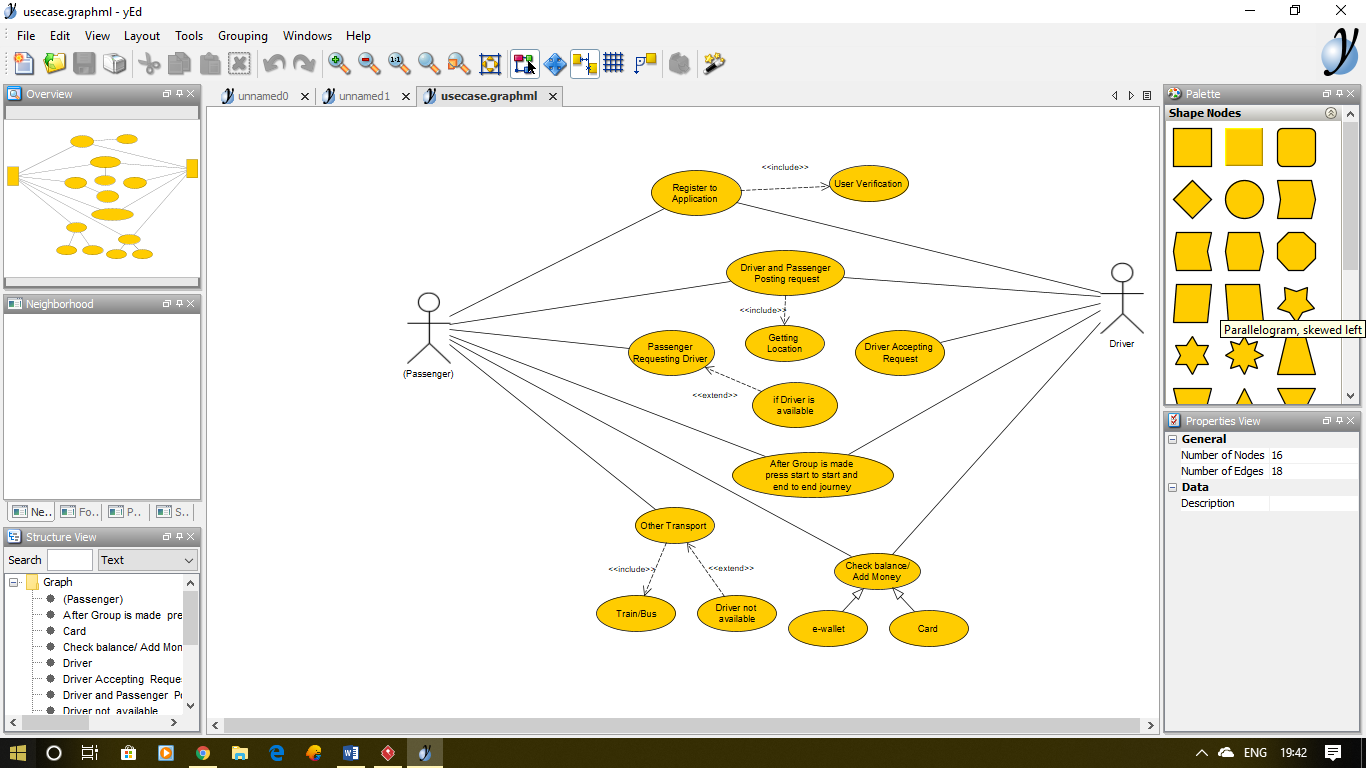 usecase.graphml - yEd
File Edit View Layout Tools Grouping Windows Help
1:1
Overview
unnamed0
unnamed1
usecase.graphml
Palette
Shape Nodes
Parallelogram, skewed left
Neighborhood
Ne..
Fo..
P..
S..
Structure View
Search
Text
Graph
(Passenger)
After Group is made pre
Card
Check balance/ Add Mon
Driver
Driver Accepting Reque
Driver and Passenger P
Driver not available
Register to
Application
<<include>>
User Verification
Driver and Passenger
Posting request
<<include>>
Getting
Location
Passenger
Requesting Driver
Driver Accepting
Request
(Passenger)
Driver
<<extend>>
if Driver is
available
After Group is made
press start to start and
end to end journey
Other Transport
<<include>>
<<extend>>
Train/Bus
Driver not
available
Check balance/
Add Money
e-wallet
Card
Properties View
General
Number of Nodes 16
Number of Edges 18
Data
Description
ENG 19:42